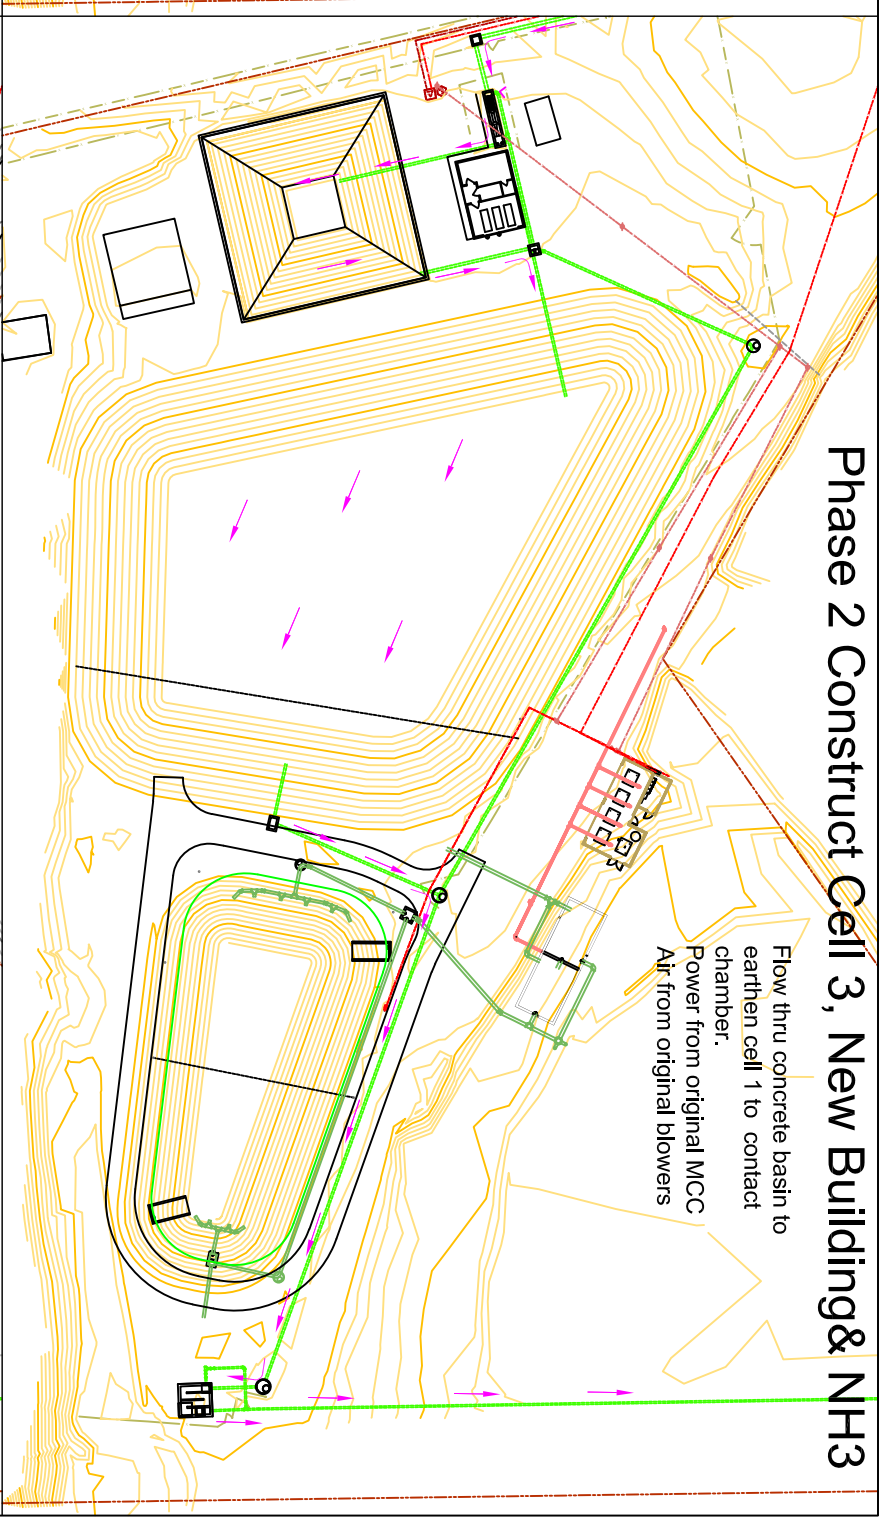 Phase 2 Construct Cell 3, New Building& NH3
Flow thru concrete basin to
earthen cell 1 to contact
chamber.
Power from original MCC
Air from original blowers